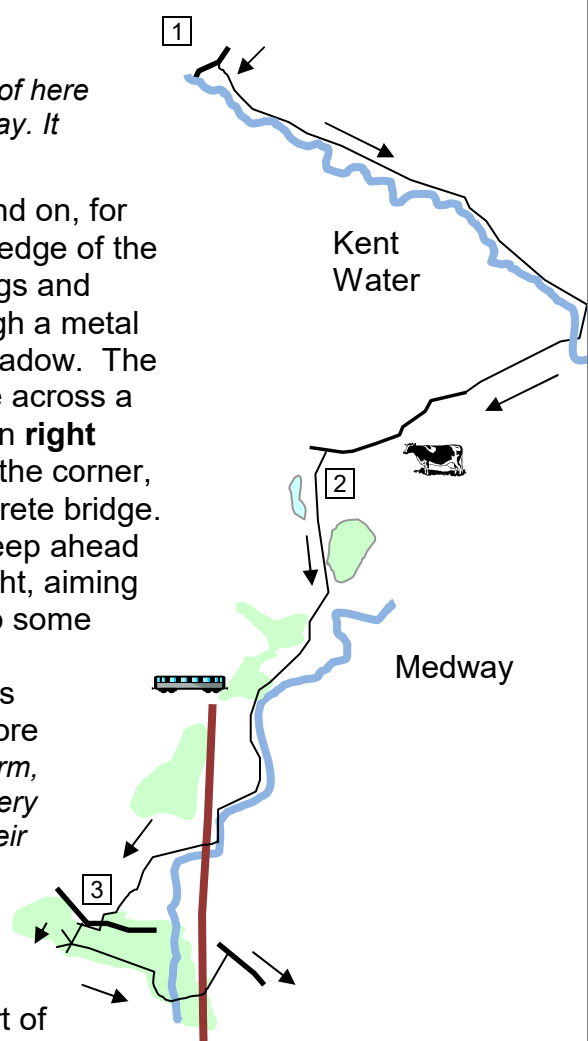 1
of here
ay. It
nd on, for
edge of the
gs and
gh a metal
adow. The
e across a
n right
the corner,
rete bridge.
eep ahead
ht, aiming
o some
s
ore
rm,
ery
eir
rt of
Kent
Water
2
Medway
3